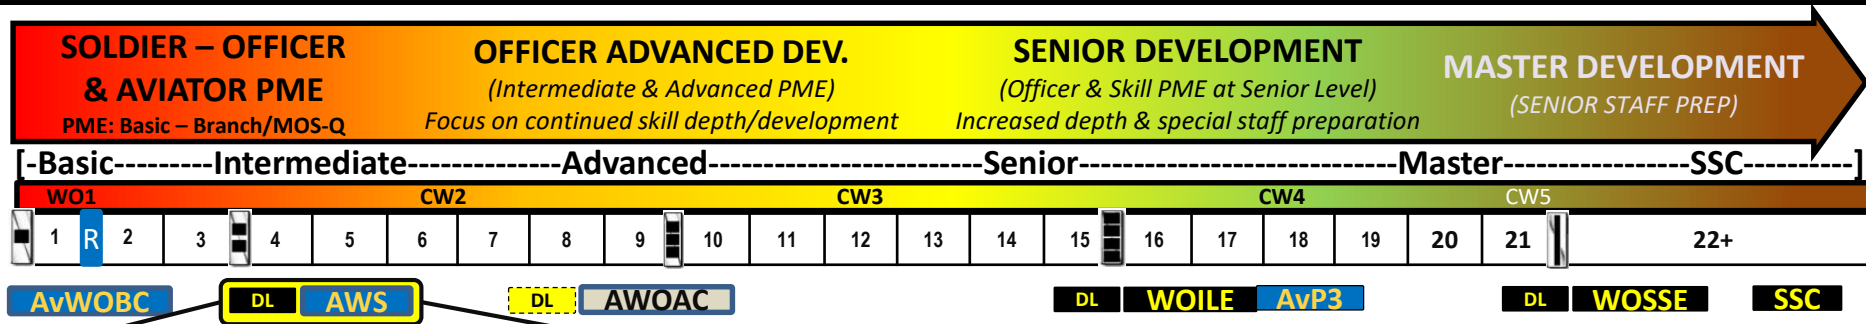 SOLDIER – OFFICER
& AVIATOR PME
PME: Basic – Branch/MOS-Q
OFFICER ADVANCED DEV.
(Intermediate & Advanced PME)
Focus on continued skill depth/development
SENIOR DEVELOPMENT
(Officer & Skill PME at Senior Level)
Increased depth & special staff preparation
MASTER DEVELOPMENT
(SENIOR STAFF PREP)
[-Basic---------Intermediate-------------Advanced-----------------------Senior---------------------------Master----------------SSC----------]
WO1 CW2 CW3 CW4 CW5
1 R 2 3 4 5 6 7 8 9 10 11 12 13 14 15 16 17 18 19 20 21 22+
AvWOBC DL AWS DL AWOAC DL WOILE AvP3 DL WOSSE SSC